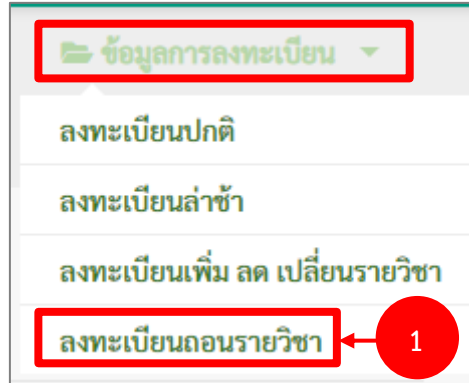 ข้อมูลการลงทะเบียน
ลงทะเบียนปกติ
ลงทะเบียนล่าช้า
ลงทะเบียนเพิ่ม ลด เปลี่ยนรายวิชา
ลงทะเบียนถอนรายวิชา 1